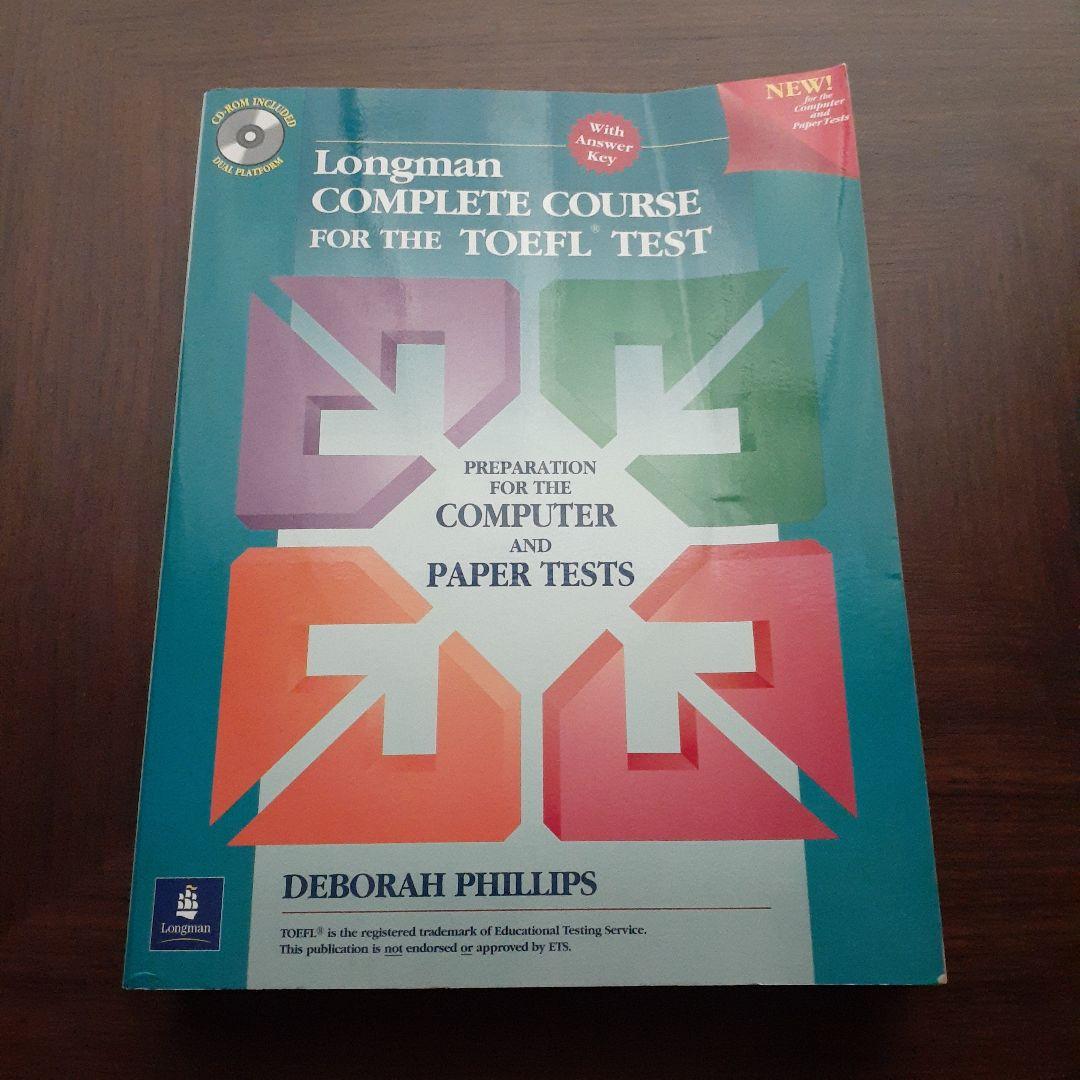 CD-ROM INCLUDED
DUAL PLATFORM
With
Answer
Key
NEW!
for the
Computer
and
Paper Tests
Longman
COMPLETE COURSE
FOR THE TOEFL® TEST
PREPARATION
FOR THE
COMPUTER
AND
PAPER TESTS
DEBORAH PHILLIPS
Longman
TOEFL® is the registered trademark of Educational Testing Service.
This publication is not endorsed or approved by ETS.